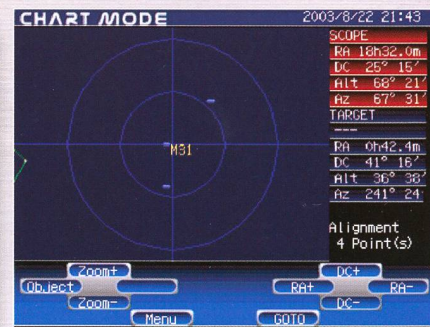 CHART MODE
2003/8/22 21:43
SCOPE
RA 18h32.0m
DC 25° 15′
Alt 68° 21′
Az 67° 31′
TARGET
---
RA 0h42.4m
DC 41° 16′
Alt 36° 38′
Az 241° 24′
M31
Alignment
4 Point(s)
Zoom+
DC+
Object
RA+
RA-
Zoom-
DC-
Menu
GOTO